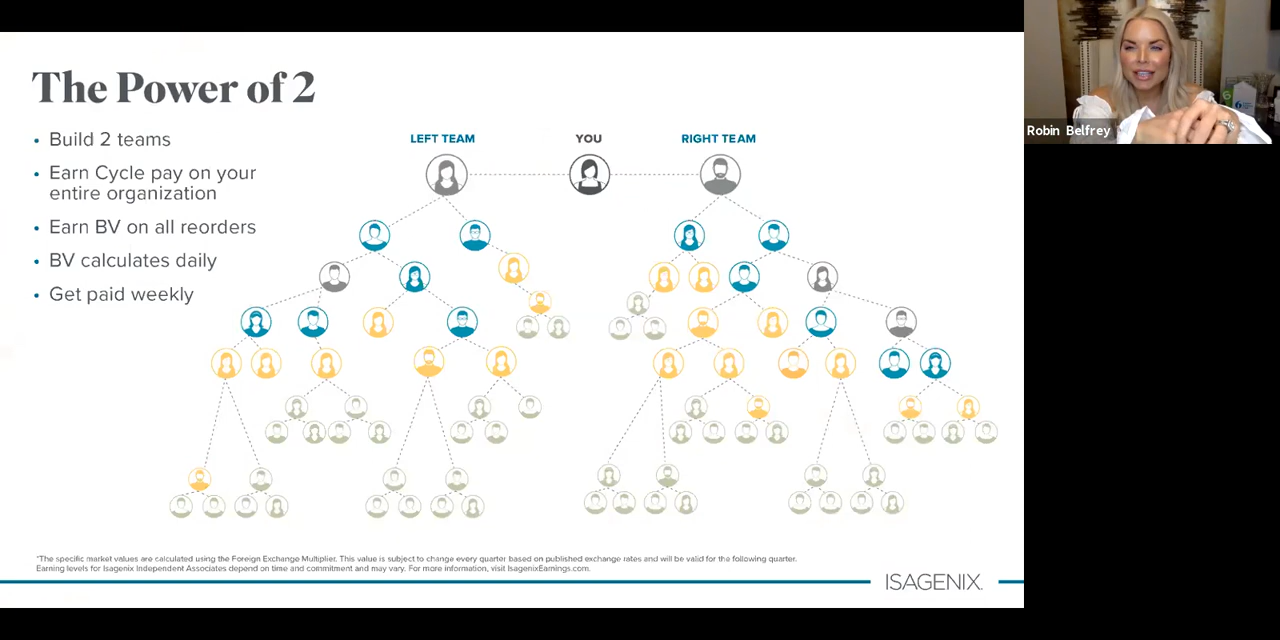 The Power of 2
• Build 2 teams
• Earn Cycle pay on your
entire organization
• Earn BV on all reorders
• BV calculates daily
• Get paid weekly
LEFT TEAM
YOU
RIGHT TEAM
*The specific market values are calculated using the Foreign Exchange Multiplier. This value is subject to change every quarter based on published exchange rates and will be valid for the following quarter.
Earning levels for Isagenix Independent Associates depend on time and commitment and may vary. For more information, visit IsagenixEarnings.com.
ISAGENIX.
Robin Belfrey